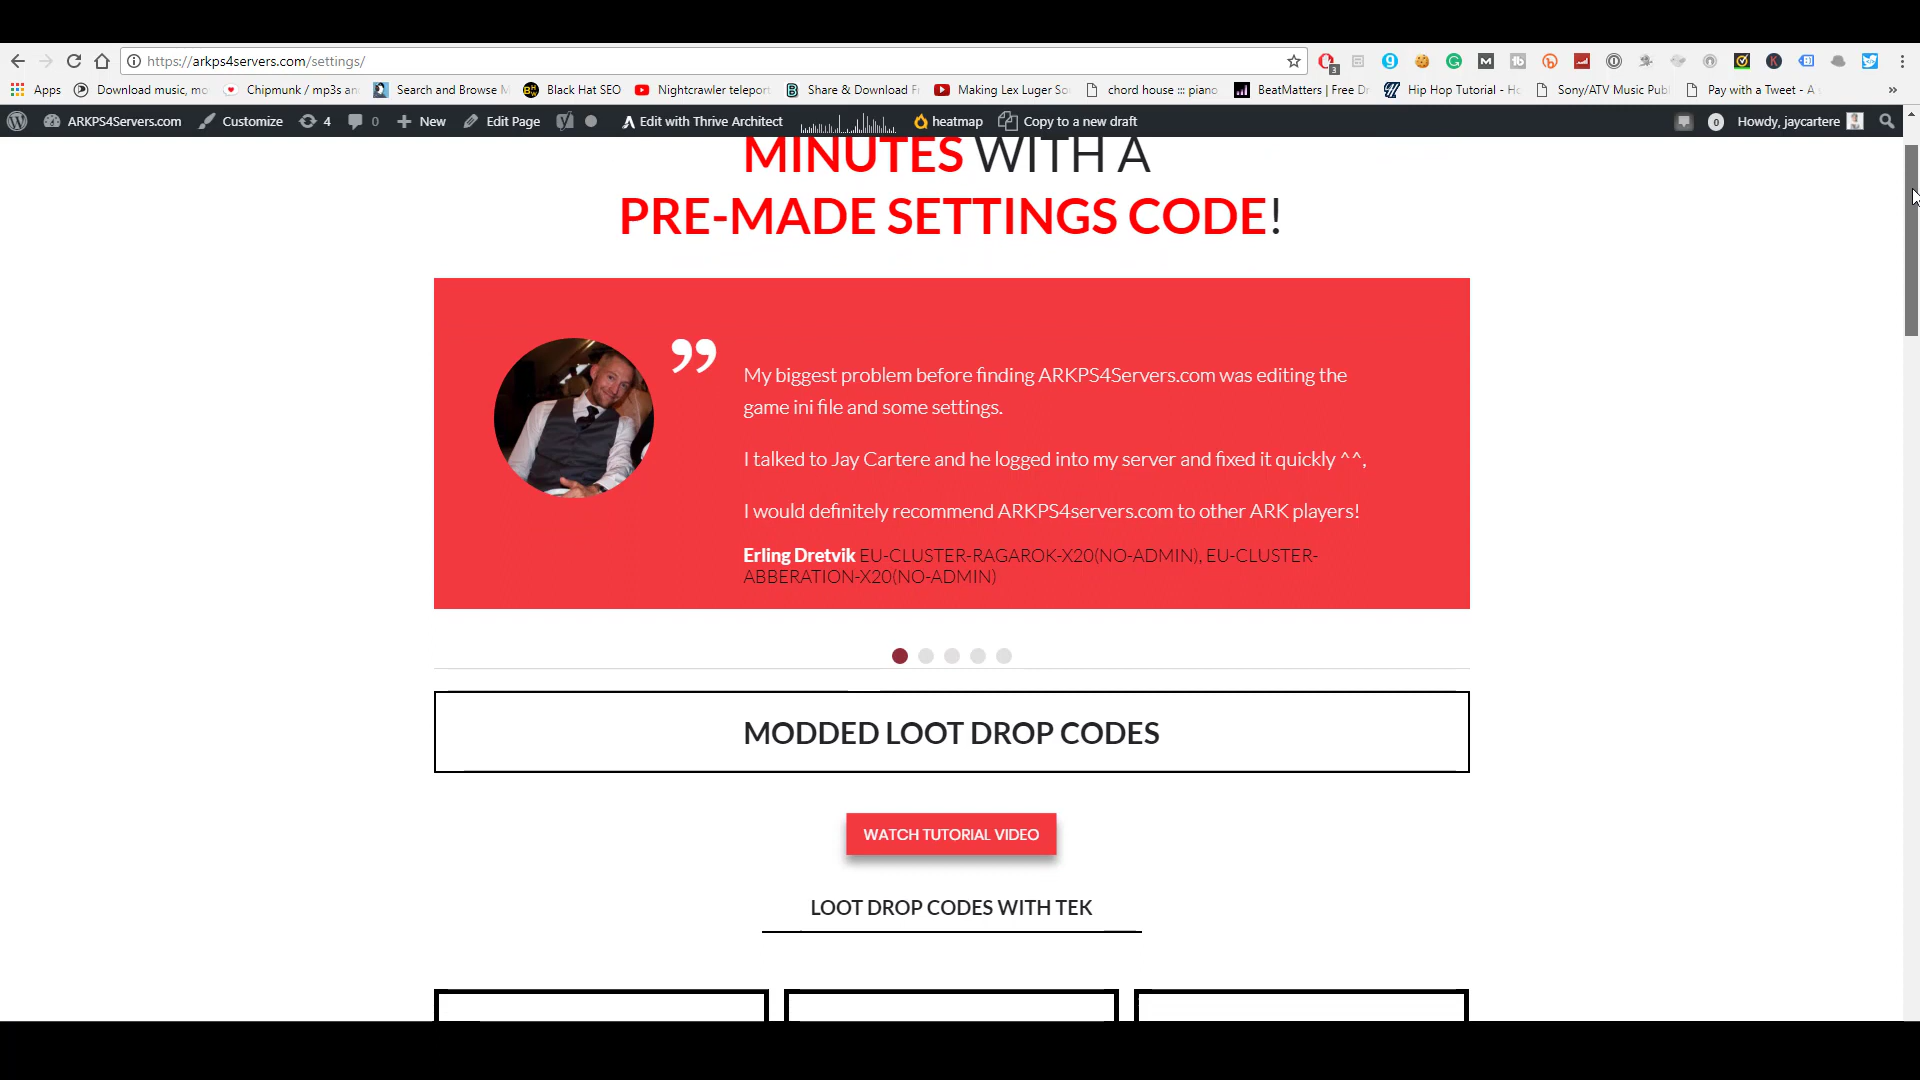 https://arkps4servers.com/settings/
3
Apps
Download music, mo
Chipmunk / mp3s an
Search and Browse
Black Hat SEO
Nightcrawler teleport
Share & Download F
Making Lex Luger So
chord house ::: piano
BeatMatters | Free Dr
Hip Hop Tutorial - H
Sony/ATV Music Pub
Pay with a Tweet - A
»
ARKPS4Servers.com
Customize
4
0
New
Edit Page
Edit with Thrive Architect
heatmap
Copy to a new draft
0
Howdy, jaycartere
MINUTES WITH A
PRE-MADE SETTINGS CODE!
”
My biggest problem before finding ARKPS4Servers.com was editing the
game ini file and some settings.
I talked to Jay Cartere and he logged into my server and fixed it quickly ^^,
I would definitely recommend ARKPS4servers.com to other ARK players!
Erling Dretvik EU-CLUSTER-RAGAROK-X20(NO-ADMIN), EU-CLUSTER-
ABBERATION-X20(NO-ADMIN)
MODDED LOOT DROP CODES
WATCH TUTORIAL VIDEO
LOOT DROP CODES WITH TEK